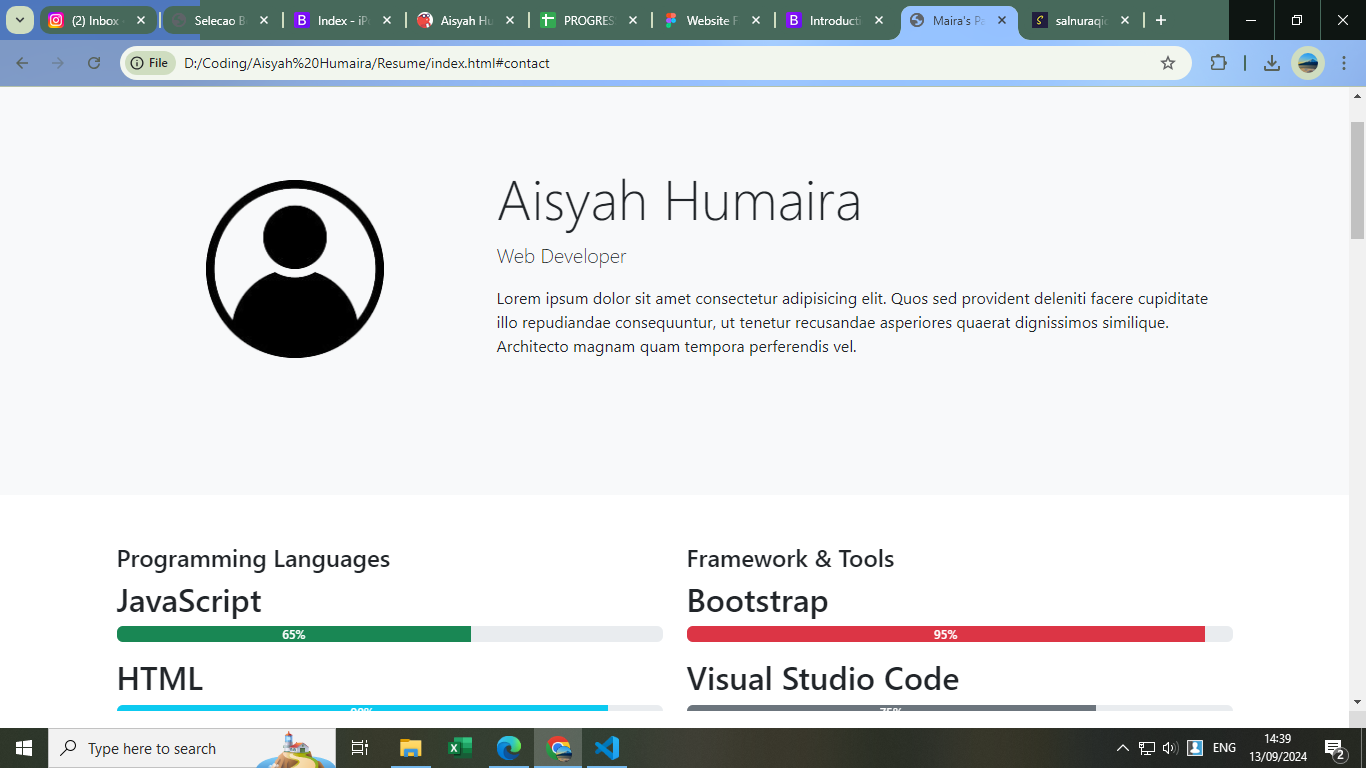 (2) Inbox
Selecao B
Index - iP
Aisyah Hu
PROGRES
Website F
Introducti
Maira's Pa
salnuraqi
File
D:/Coding/Aisyah%20Humaira/Resume/index.html#contact
Aisyah Humaira
Web Developer
Lorem ipsum dolor sit amet consectetur adipisicing elit. Quos sed provident deleniti facere cupiditate
illo repudiandae consequuntur, ut tenetur recusandae asperiores quaerat dignissimos similique.
Architecto magnam quam tempora perferendis vel.
Programming Languages
JavaScript
65%
HTML
Framework & Tools
Bootstrap
95%
Visual Studio Code
75%
Type here to search
ENG
14:39
13/09/2024
2